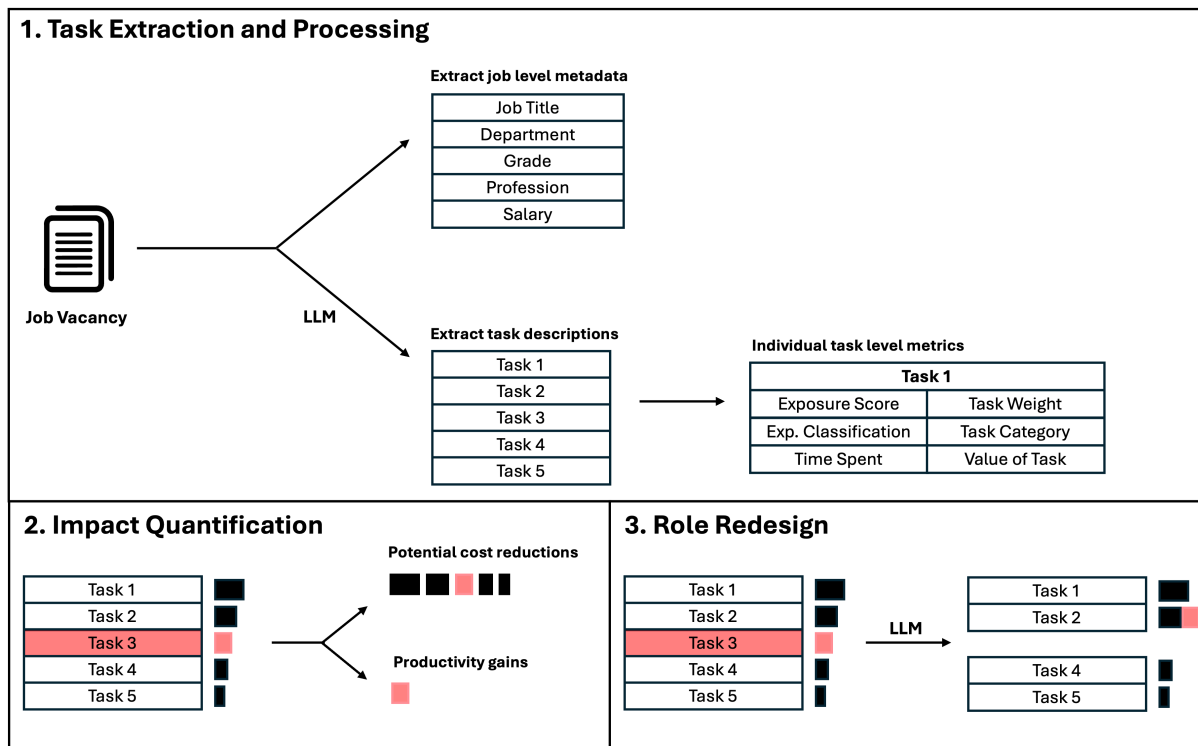 1. Task Extraction and Processing
Extract job level metadata
Job Title
Department
Grade
Profession
Salary
Job Vacancy
LLM
Extract task descriptions
Task 1
Task 2
Task 3
Task 4
Task 5
Individual task level metrics
Task 1
Exposure Score
Task Weight
Exp. Classification
Task Category
Time Spent
Value of Task
2. Impact Quantification
Task 1
Task 2
Task 3
Task 4
Task 5
Potential cost reductions
Productivity gains
3. Role Redesign
Task 1
Task 2
Task 3
Task 4
Task 5
LLM
Task 1
Task 2
Task 4
Task 5